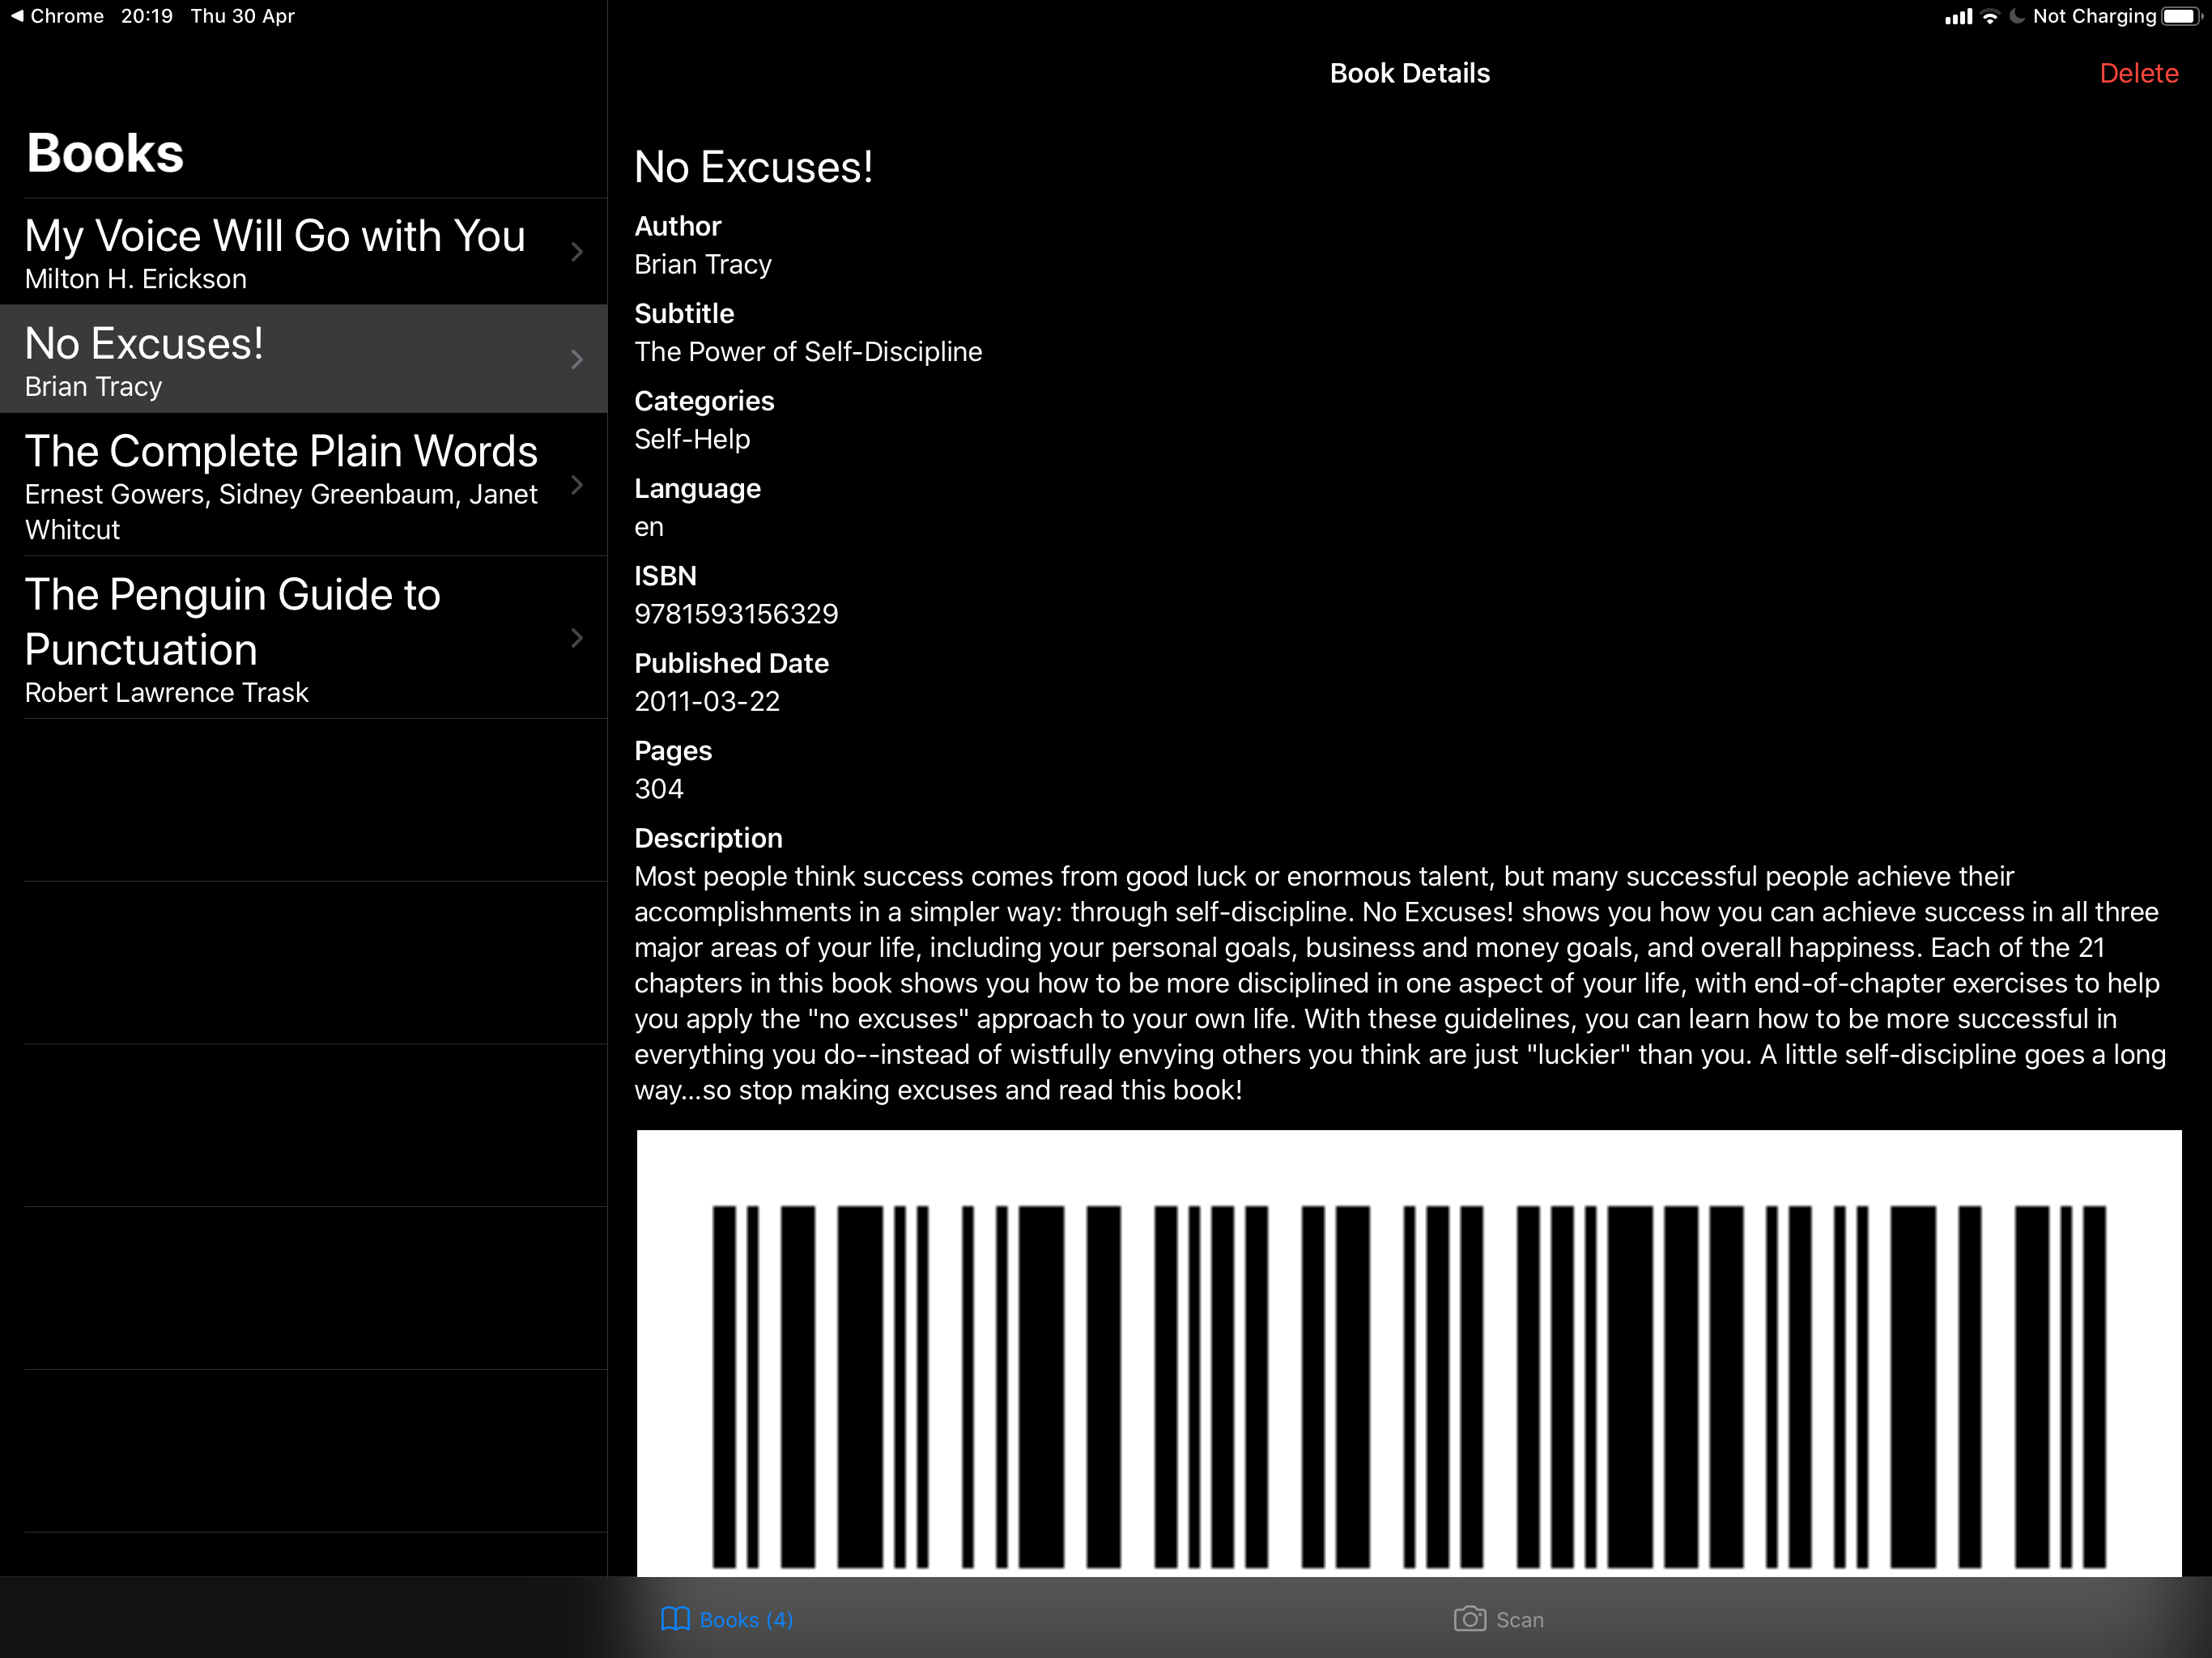 Chrome 20:19 Thu 30 Apr
Not Charging
Books
My Voice Will Go with You
Milton H. Erickson
No Excuses!
Brian Tracy
The Complete Plain Words
Ernest Gowers, Sidney Greenbaum, Janet
Whitcut
The Penguin Guide to
Punctuation
Robert Lawrence Trask
Book Details
Delete
No Excuses!
Author
Brian Tracy
Subtitle
The Power of Self-Discipline
Categories
Self-Help
Language
en
ISBN
9781593156329
Published Date
2011-03-22
Pages
304
Description
Most people think success comes from good luck or enormous talent, but many successful people achieve their
accomplishments in a simpler way: through self-discipline. No Excuses! shows you how you can achieve success in all three
major areas of your life, including your personal goals, business and money goals, and overall happiness. Each of the 21
chapters in this book shows you how to be more disciplined in one aspect of your life, with end-of-chapter exercises to help
you apply the "no excuses" approach to your own life. With these guidelines, you can learn how to be more successful in
everything you do--instead of wistfully envying others you think are just "luckier" than you. A little self-discipline goes a long
way...so stop making excuses and read this book!
Books (4)
Scan